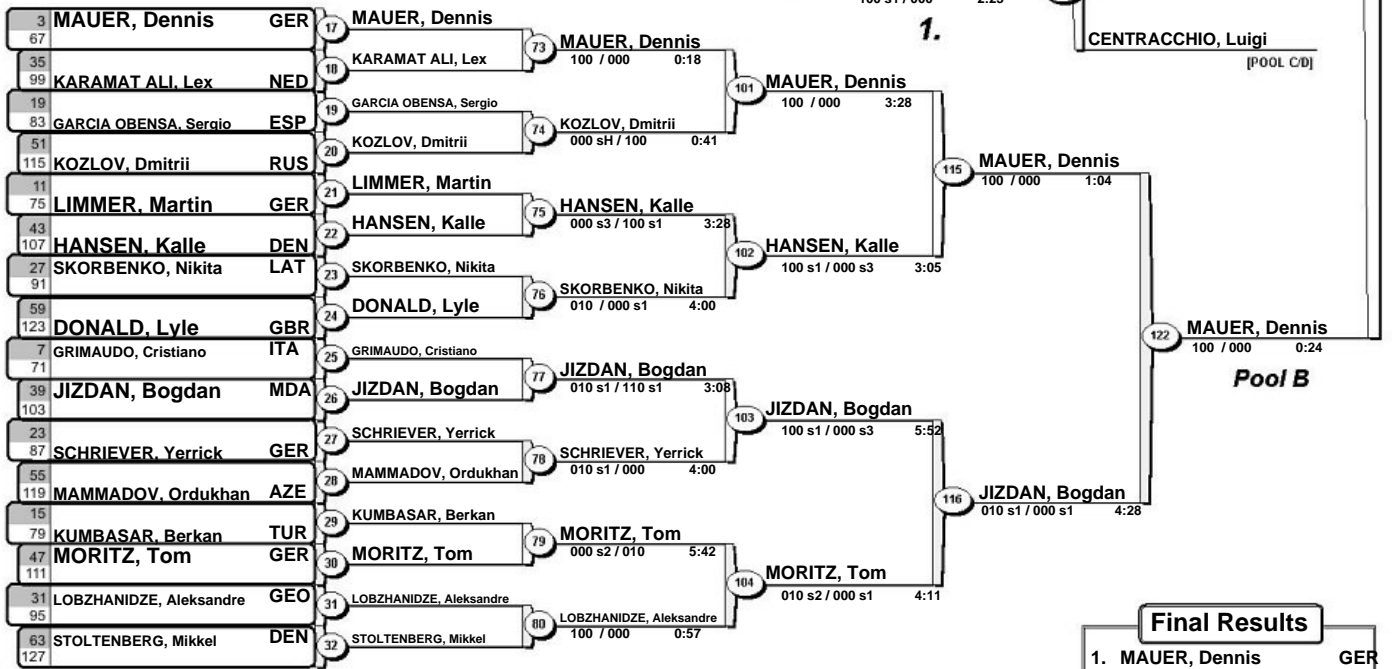 100 s1 / 000 2:25
1.
CENTRACCHIO, Luigi
[POOL C/D]
3 MAUER, Dennis GER
67
17 MAUER, Dennis
35
99 KARAMAT ALI, Lex NED
18 KARAMAT ALI, Lex
73 MAUER, Dennis
100 / 000 0:18
19
83 GARCIA OBENSA, Sergio ESP
19 GARCIA OBENSA, Sergio
51
115 KOZLOV, Dmitrii RUS
20 KOZLOV, Dmitrii
74 KOZLOV, Dmitrii
000 sH / 100 0:41
101 MAUER, Dennis
100 / 000 3:28
11
75 LIMMER, Martin GER
21 LIMMER, Martin
43
107 HANSEN, Kalle DEN
22 HANSEN, Kalle
75 HANSEN, Kalle
000 s3 / 100 s1 3:28
27 SKORBENKO, Nikita LAT
91
23 SKORBENKO, Nikita
59
123 DONALD, Lyle GBR
24 DONALD, Lyle
76 SKORBENKO, Nikita
010 / 000 s1 4:00
102 HANSEN, Kalle
100 s1 / 000 s3 3:05
115 MAUER, Dennis
100 / 000 1:04
7 GRIMAUDO, Cristiano ITA
71
25 GRIMAUDO, Cristiano
39 JIZDAN, Bogdan MDA
103
26 JIZDAN, Bogdan
77 JIZDAN, Bogdan
010 s1 / 110 s1 3:08
23
87 SCHRIEVER, Yerrick GER
27 SCHRIEVER, Yerrick
55
119 MAMMADOV, Ordukhan AZE
28 MAMMADOV, Ordukhan
78 SCHRIEVER, Yerrick
010 s1 / 000 4:00
103 JIZDAN, Bogdan
100 s1 / 000 s3 5:52
15
79 KUMBASAR, Berkan TUR
29 KUMBASAR, Berkan
47 MORITZ, Tom GER
111
30 MORITZ, Tom
79 MORITZ, Tom
000 s2 / 010 5:42
31 LOBZHANIDZE, Aleksandre GEO
95
31 LOBZHANIDZE, Aleksandre
63 STOLTENBERG, Mikkel DEN
127
32 STOLTENBERG, Mikkel
80 LOBZHANIDZE, Aleksandre
100 / 000 0:57
104 MORITZ, Tom
010 s2 / 000 s1 4:11
116 JIZDAN, Bogdan
010 s1 / 000 s1 4:28
122 MAUER, Dennis
100 / 000 0:24
Pool B
Final Results
1. MAUER, Dennis GER